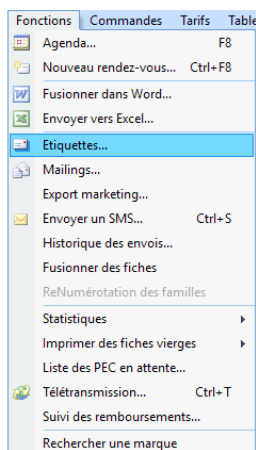 Fonctions Commandes Tarifs Table
Agenda... F8
Nouveau rendez-vous... Ctrl+F8
Fusionner dans Word...
Envoyer vers Excel...
Etiquettes...
Mailings...
Export marketing...
Envoyer un SMS... Ctrl+S
Historique des envois...
Fusionner des fiches
ReNumérotation des familles
Statistiques
Imprimer des fiches vierges
Liste des PEC en attente...
Télétransmission... Ctrl+T
Suivi des remboursements...
Rechercher une marque